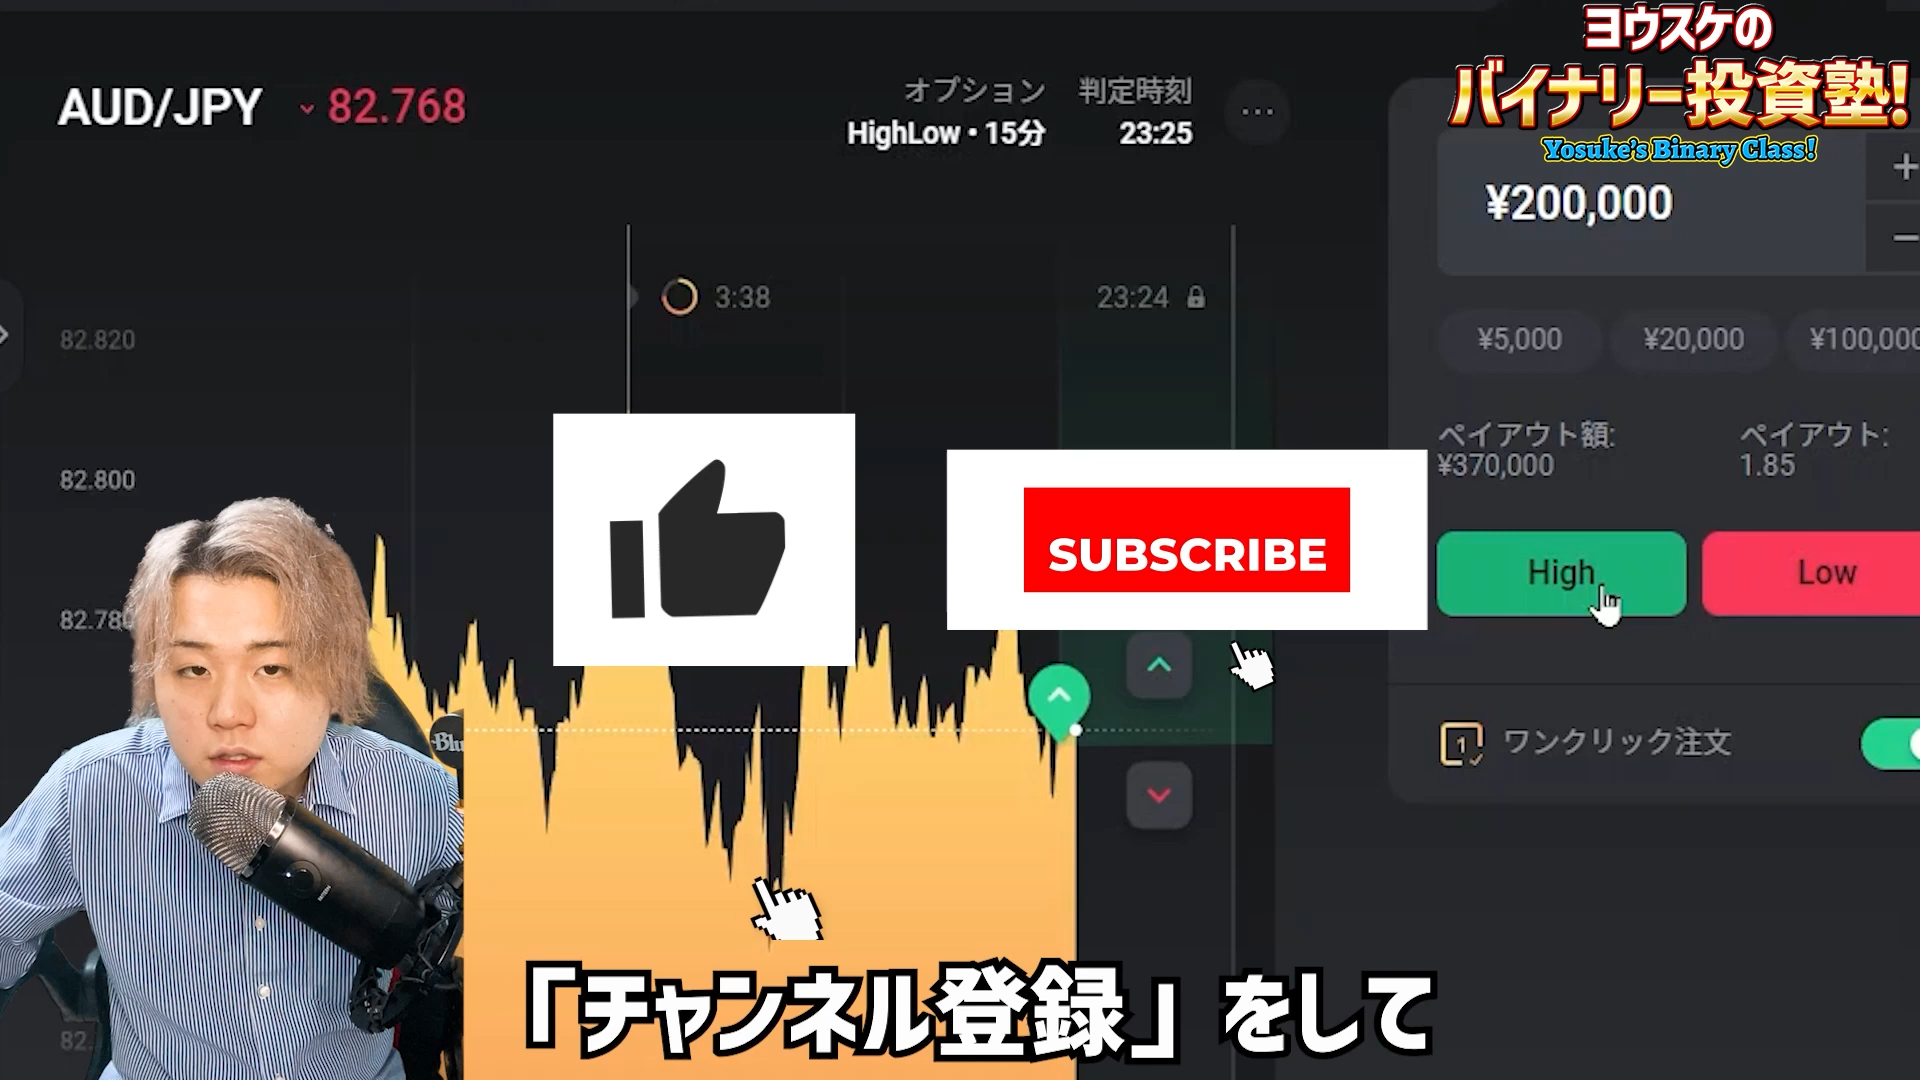 ヨウスケの
バイナリー投資塾!
Yosuke's Binary Class!
AUD/JPY
82.768
オプション
HighLow • 15分
判定時刻
23:25
¥200,000
3:38
23:24
82.820
82.800
82.780
82.
¥5,000
¥20,000
¥100,000
ペイアウト額:
¥370,000
ペイアウト:
1.85
SUBSCRIBE
High
Low
1
ワンクリック注文
Blu
「チャンネル登録」をして